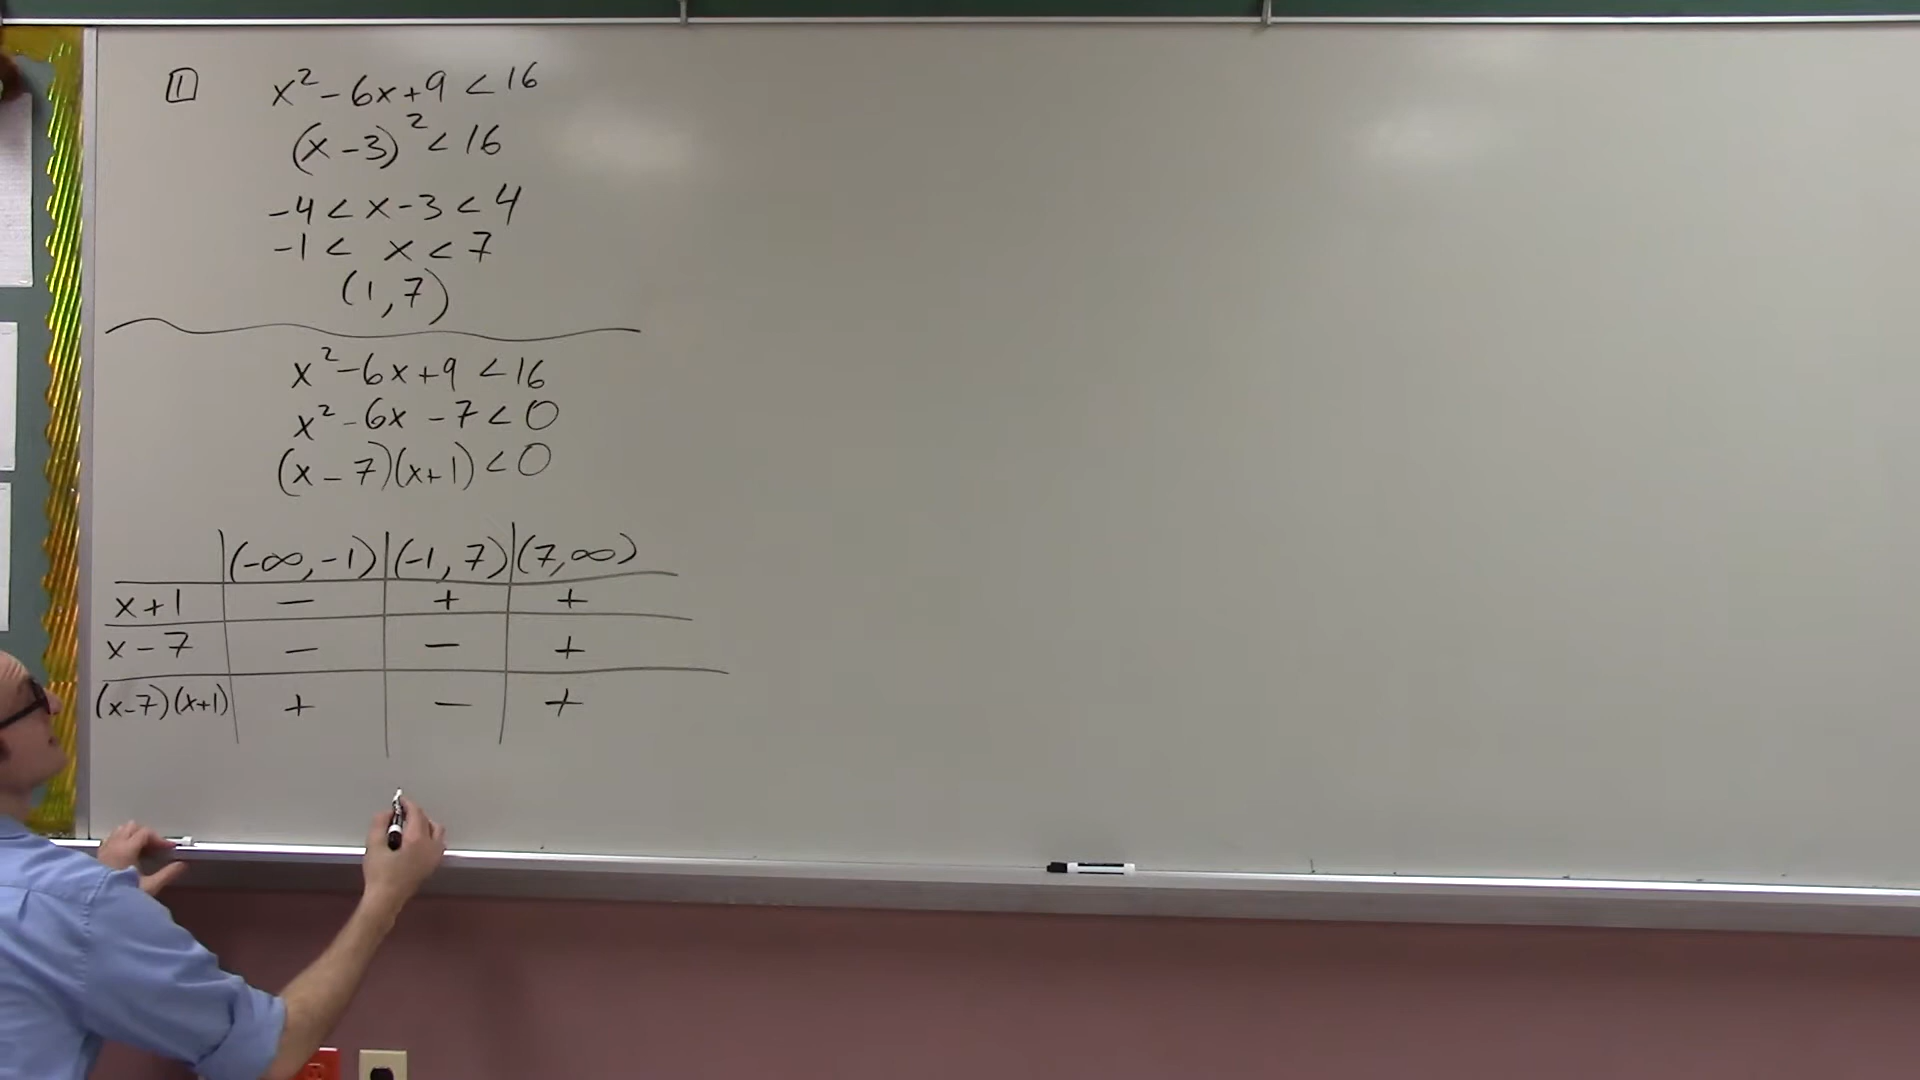 1 x² - 6x + 9 < 16
(x - 3)² < 16
-4 < x - 3 < 4
-1 < x < 7
(1, 7)
x² - 6x + 9 < 16
x² - 6x - 7 < 0
(x - 7)(x + 1) < 0
(-∞, -1) (-1, 7) (7, ∞)
x + 1 − + +
x - 7 − − +
(x-7)(x+1) + − +